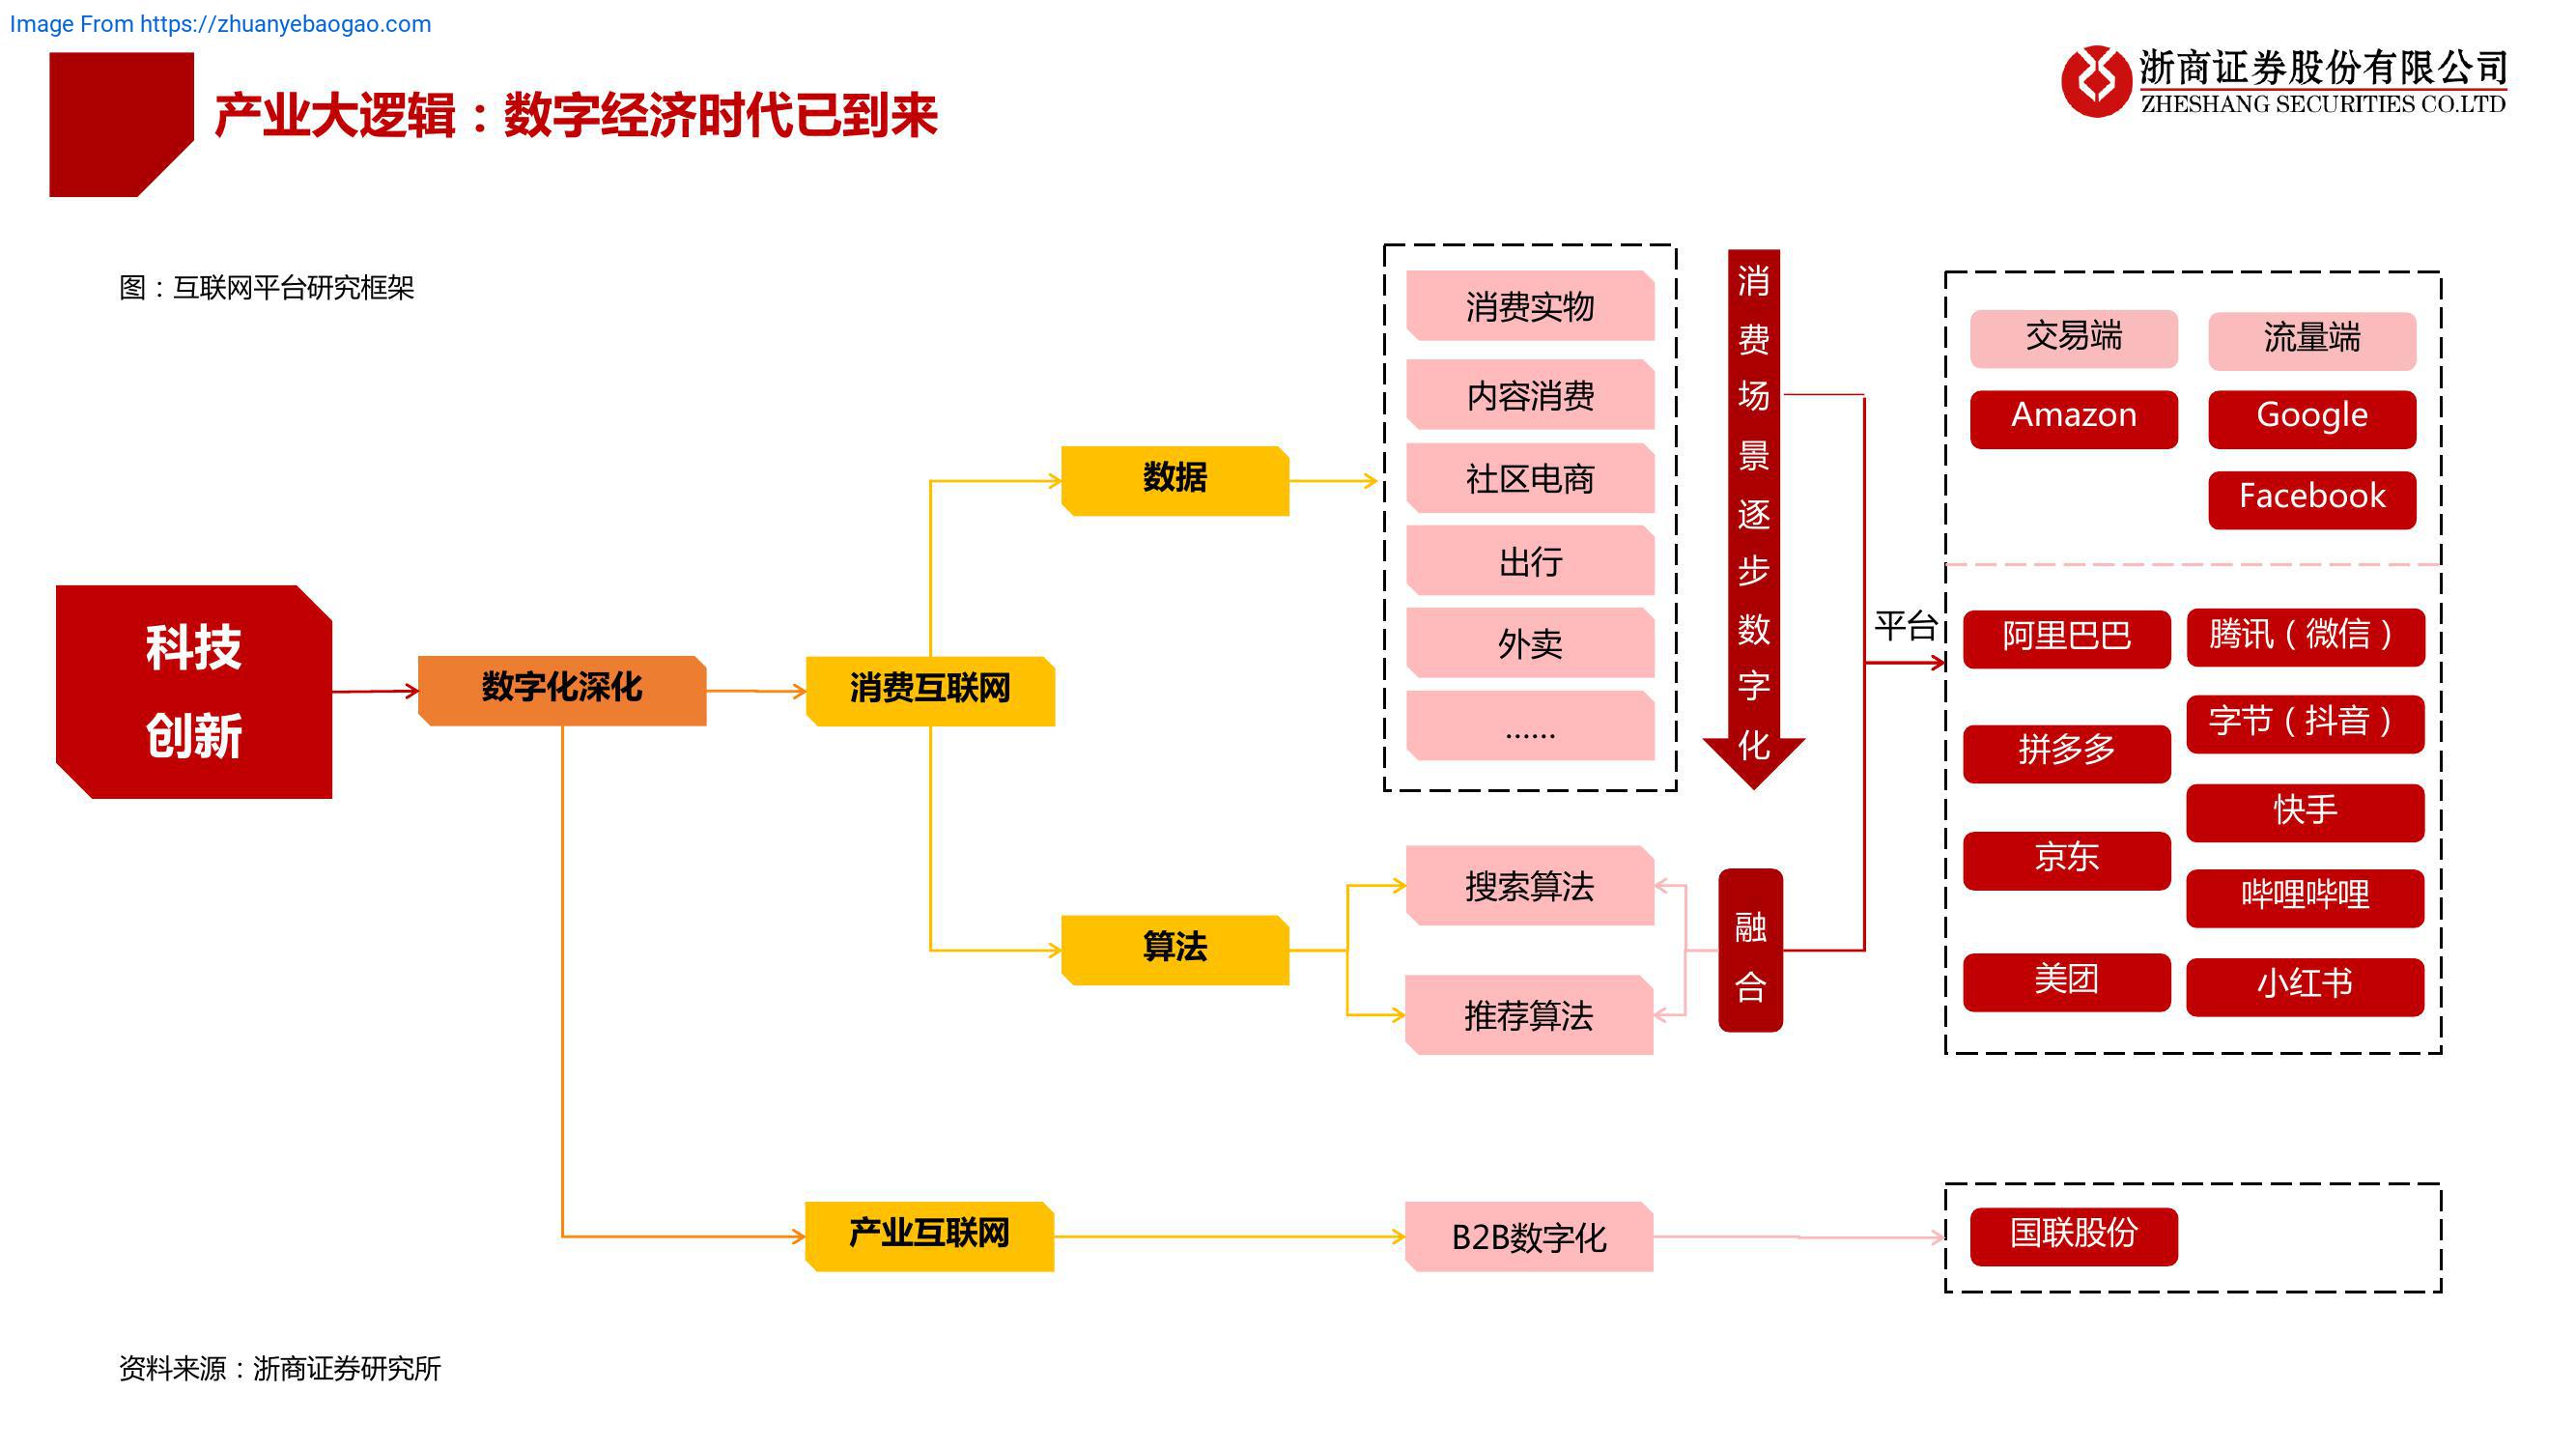 Image From https://zhuanyebaogao.com
产业大逻辑：数字经济时代已到来
浙商证券股份有限公司
ZHESHANG SECURITIES CO.LTD
图：互联网平台研究框架
科技
创新
数字化深化
消费互联网
数据
算法
消费实物
内容消费
社区电商
出行
外卖
……
消费场景逐步数字化
搜索算法
推荐算法
融合
平台
交易端
流量端
Amazon
Google
Facebook
阿里巴巴
腾讯（微信）
拼多多
字节（抖音）
京东
快手
哔哩哔哩
美团
小红书
产业互联网
B2B数字化
国联股份
资料来源：浙商证券研究所